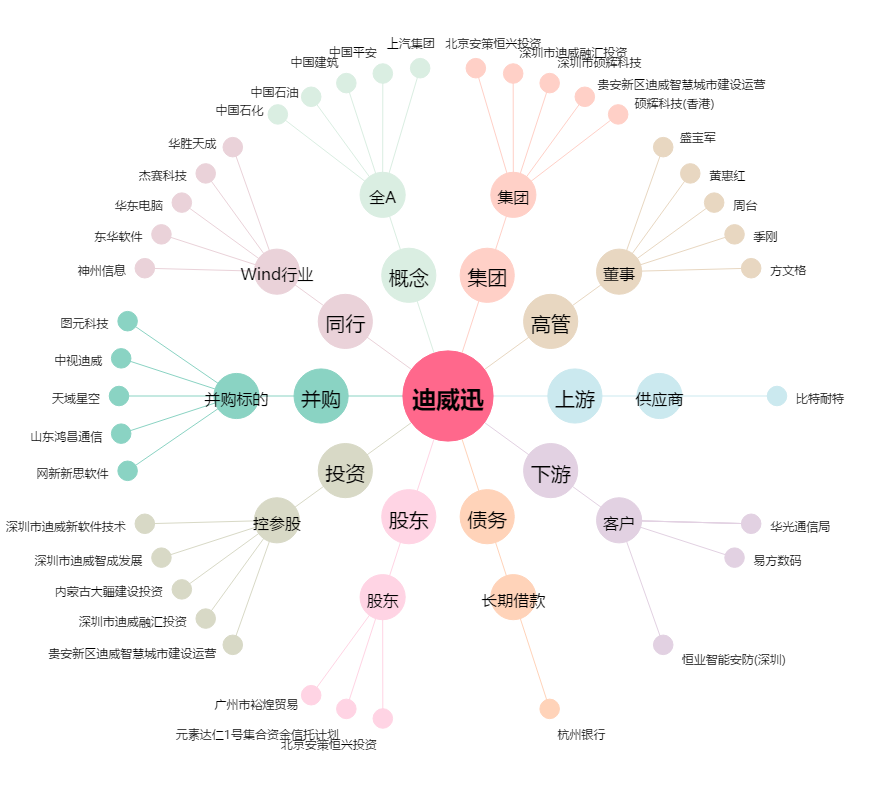 上汽集团
中国平安
中国建筑
中国石油
中国石化
全A
概念
北京安策恒兴投资
深圳市迪威融汇投资
深圳市硕辉科技
贵安新区迪威智慧城市建设运营
硕辉科技(香港)
集团
集团
华胜天成
杰赛科技
华东电脑
东华软件
神州信息
Wind行业
同行
盛宝军
黄惠红
周台
季刚
方文格
董事
高管
图元科技
中视迪威
天域星空
山东鸿昌通信
网新新思软件
并购标的
并购
迪威迅
上游
供应商
比特耐特
投资
控参股
深圳市迪威新软件技术
深圳市迪威智成发展
内蒙古大疆建设投资
深圳市迪威融汇投资
贵安新区迪威智慧城市建设运营
下游
客户
华光通信局
易方数码
恒业智能安防(深圳)
股东
股东
广州市裕煌贸易
元素达仁1号集合资金信托计划
北京安策恒兴投资
债务
长期借款
杭州银行